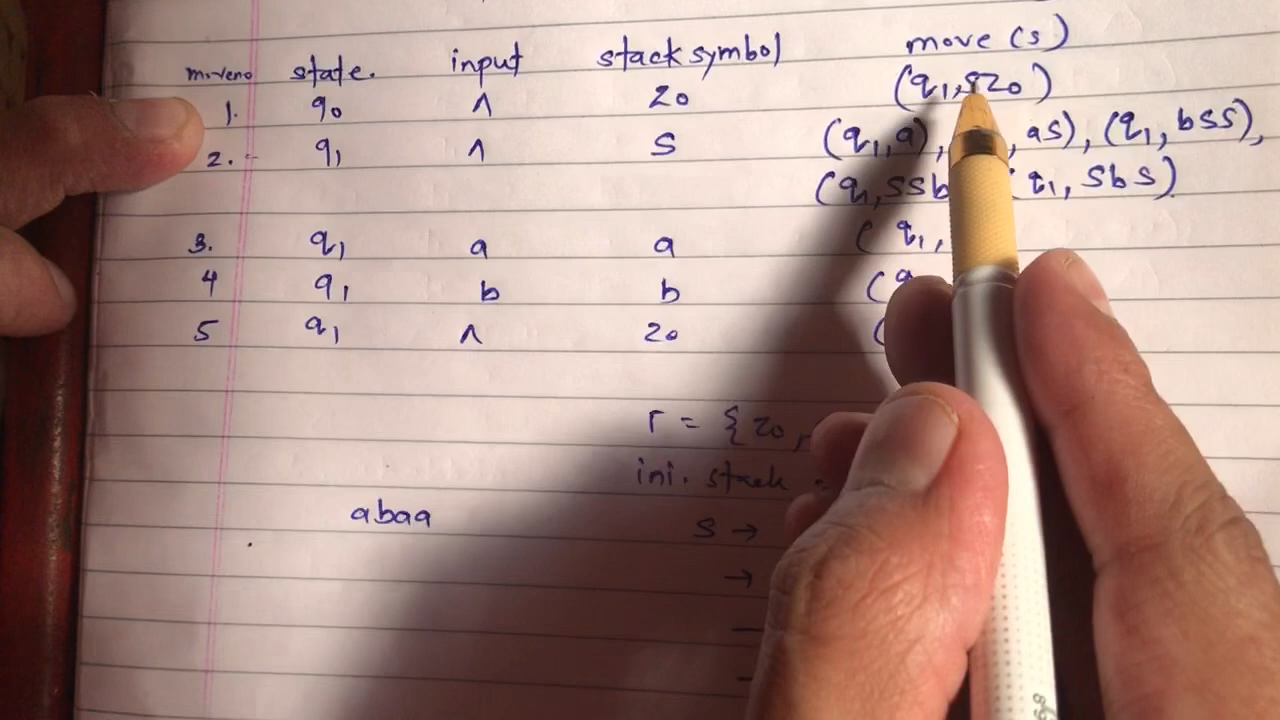 move no state. input stack symbol move (s)
1. q0 ^ z0 (q1, sz0)
2. - q1 ^ S (q1, a), , as), (q1, bss),
(q1, ssb ( q1, sbs)
3. q1 a a ( q1,
4 q1 b b (q
5 q1 ^ z0 (
Γ = { z0,
ini. stack =
S →
→
abaa